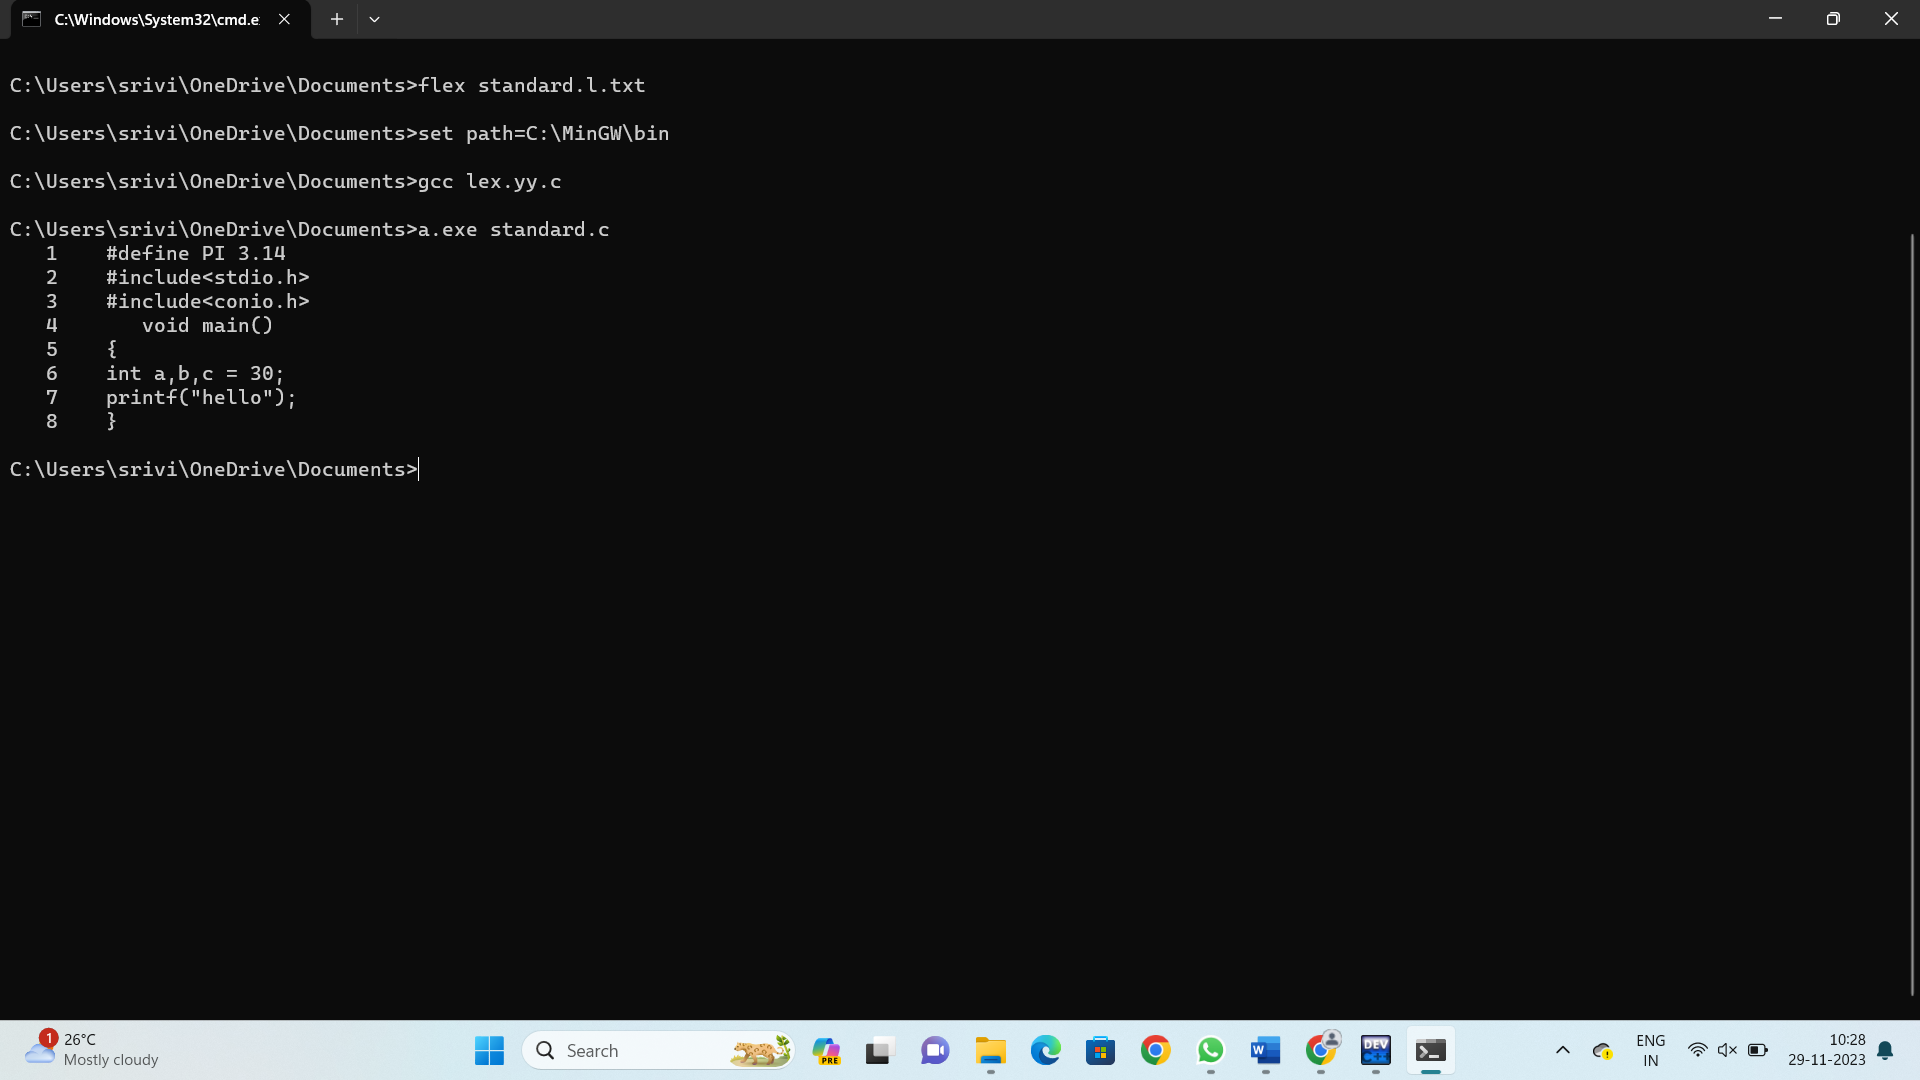 C:\Windows\System32\cmd.e
C:\Users\srivi\OneDrive\Documents>flex standard.l.txt
C:\Users\srivi\OneDrive\Documents>set path=C:\MinGW\bin
C:\Users\srivi\OneDrive\Documents>gcc lex.yy.c
C:\Users\srivi\OneDrive\Documents>a.exe standard.c
1    #define PI 3.14
2    #include<stdio.h>
3    #include<conio.h>
4       void main()
5    {
6    int a,b,c = 30;
7    printf("hello");
8    }
C:\Users\srivi\OneDrive\Documents>
1
26°C
Mostly cloudy
Search
PRE
W
DEV
C++
ENG
IN
10:28
29-11-2023